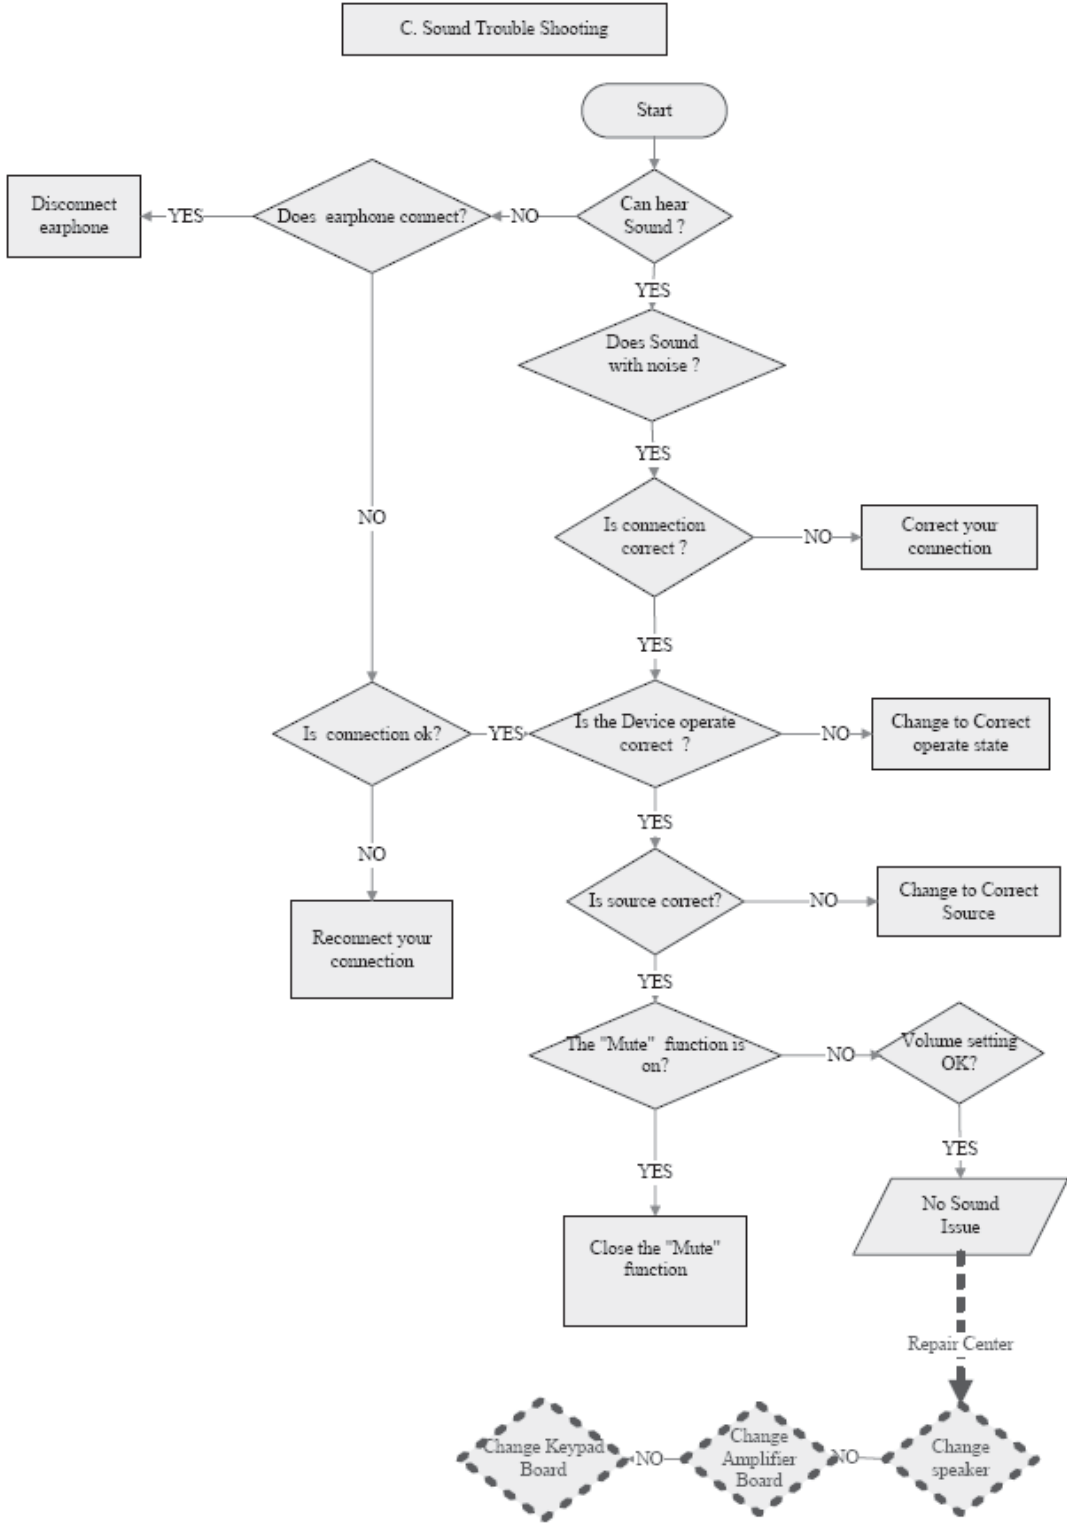 C. Sound Trouble Shooting
Start
Can hear
Sound ?
NO
Does  earphone connect?
YES
Disconnect
earphone
YES
Does Sound
with noise ?
YES
Is connection
correct ?
NO
Correct your
connection
NO
YES
Is  connection ok?
YES
Is the Device operate
correct  ?
NO
Change to Correct
operate state
NO
Reconnect your
connection
YES
Is source correct?
NO
Change to Correct
Source
YES
The "Mute"  function is
on?
NO
Volume setting
OK?
YES
Close the "Mute"
function
YES
No Sound
Issue
Repair Center
Change Keypad
Board
NO
Change
Amplifier
Board
NO
Change
speaker